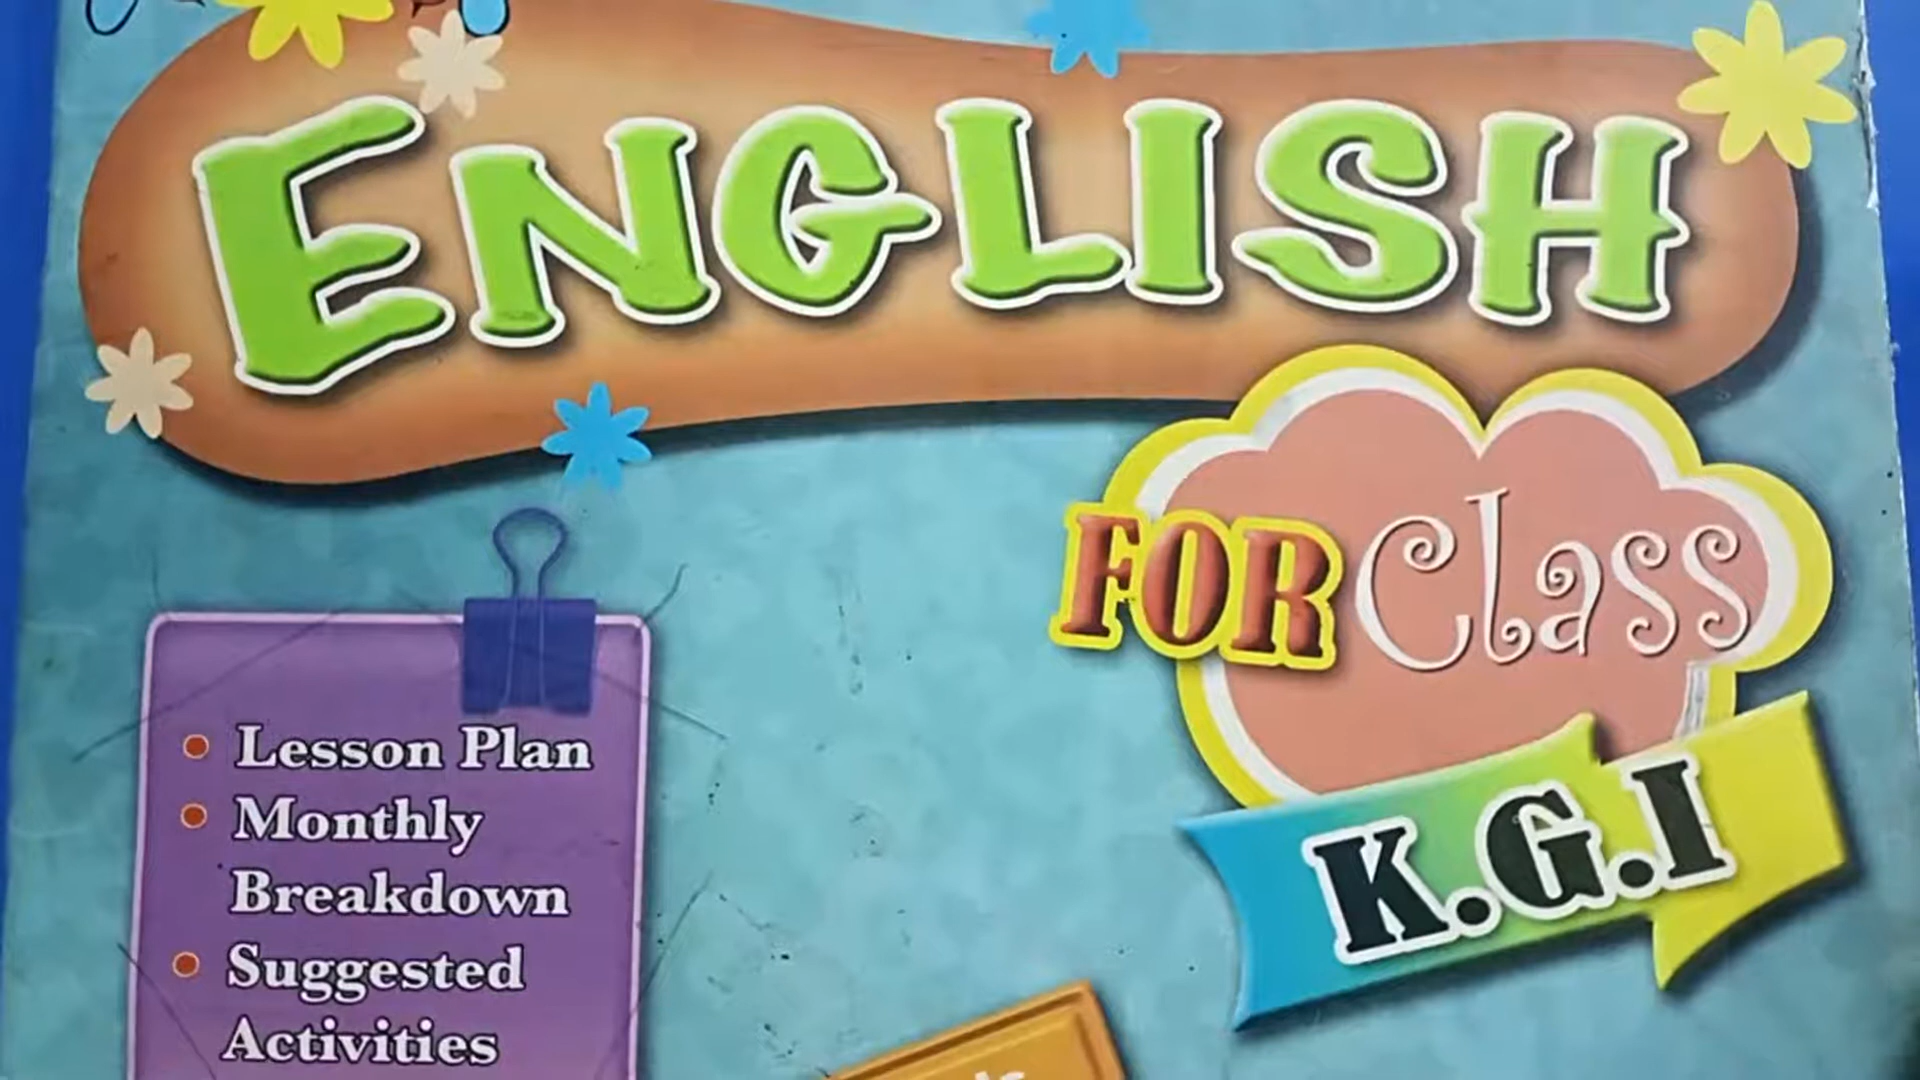 ENGLISH
FOR Class
K.G.I
• Lesson Plan
• Monthly
Breakdown
• Suggested
Activities